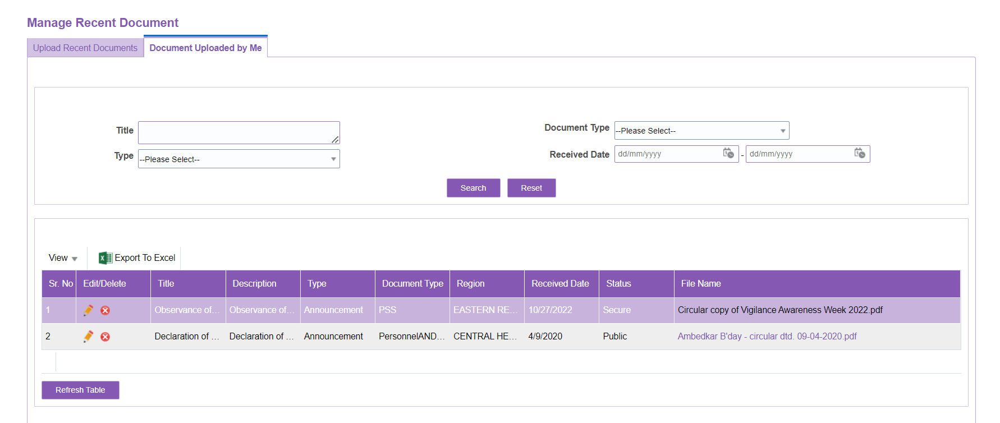 Manage Recent Document
Upload Recent Documents
Document Uploaded by Me
Title
Document Type
--Please Select--
Type
--Please Select--
Received Date
dd/mm/yyyy
-
dd/mm/yyyy
Search
Reset
View
Export To Excel
Sr. No Edit/Delete Title Description Type Document Type Region Received Date Status File Name
1 Observance of... Observance of... Announcement PSS EASTERN RE... 10/27/2022 Secure Circular copy of Vigilance Awareness Week 2022.pdf
2 Declaration of ... Declaration of ... Announcement PersonnelAND... CENTRAL HE... 4/9/2020 Public Ambedkar B'day - circular dtd. 09-04-2020.pdf
Refresh Table